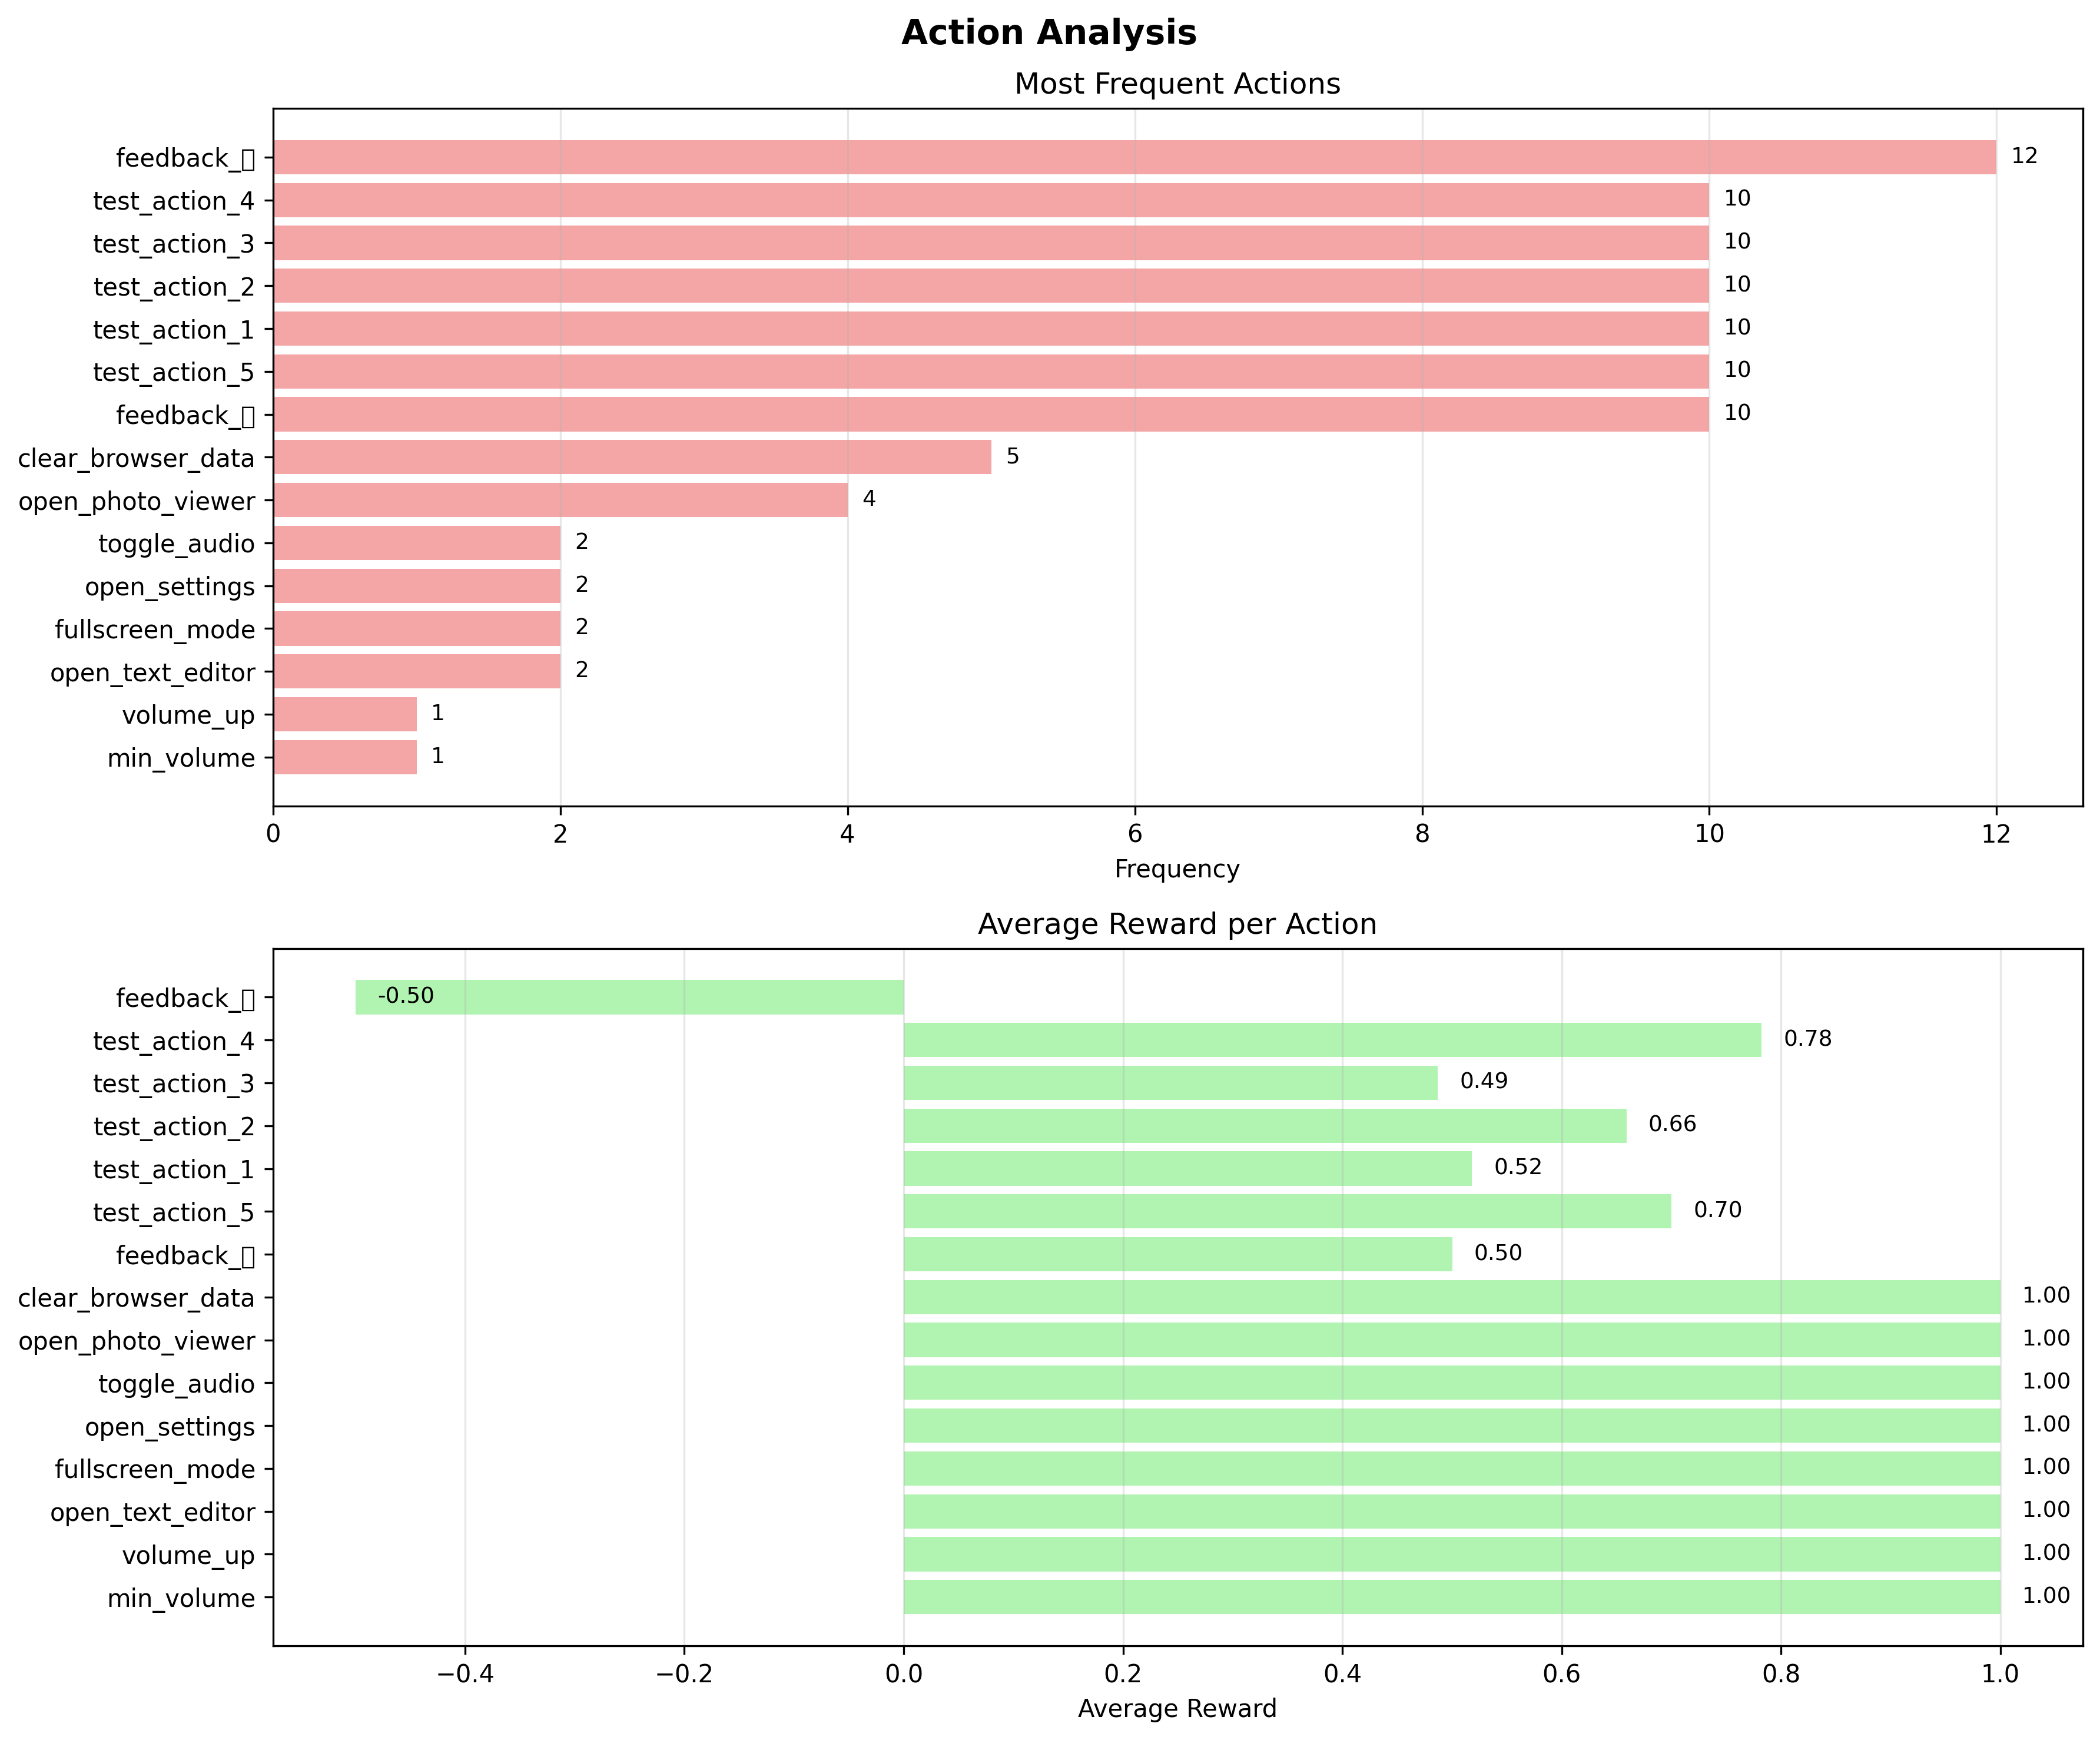 Action Analysis
Most Frequent Actions
feedback_▯ 12
test_action_4 10
test_action_3 10
test_action_2 10
test_action_1 10
test_action_5 10
feedback_▯ 10
clear_browser_data 5
open_photo_viewer 4
toggle_audio 2
open_settings 2
fullscreen_mode 2
open_text_editor 2
volume_up 1
min_volume 1
0 2 4 6 8 10 12
Frequency
Average Reward per Action
feedback_▯ -0.50
test_action_4 0.78
test_action_3 0.49
test_action_2 0.66
test_action_1 0.52
test_action_5 0.70
feedback_▯ 0.50
clear_browser_data 1.00
open_photo_viewer 1.00
toggle_audio 1.00
open_settings 1.00
fullscreen_mode 1.00
open_text_editor 1.00
volume_up 1.00
min_volume 1.00
−0.4 −0.2 0.0 0.2 0.4 0.6 0.8 1.0
Average Reward